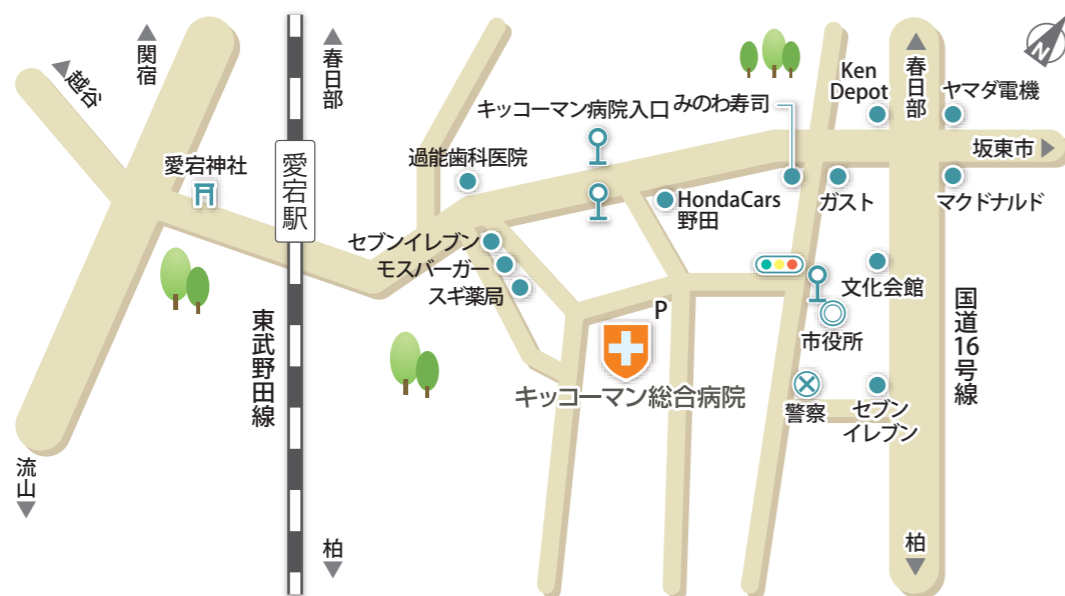 関宿
越谷
春日部
愛宕神社
愛宕駅
過能歯科医院
キッコーマン病院入口
みのわ寿司
Ken
Depot
春日部
ヤマダ電機
N
坂東市
HondaCars
野田
ガスト
マクドナルド
セブンイレブン
モスバーガー
スギ薬局
P
文化会館
市役所
国道16号線
東武野田線
キッコーマン総合病院
警察
セブン
イレブン
流山
柏
柏